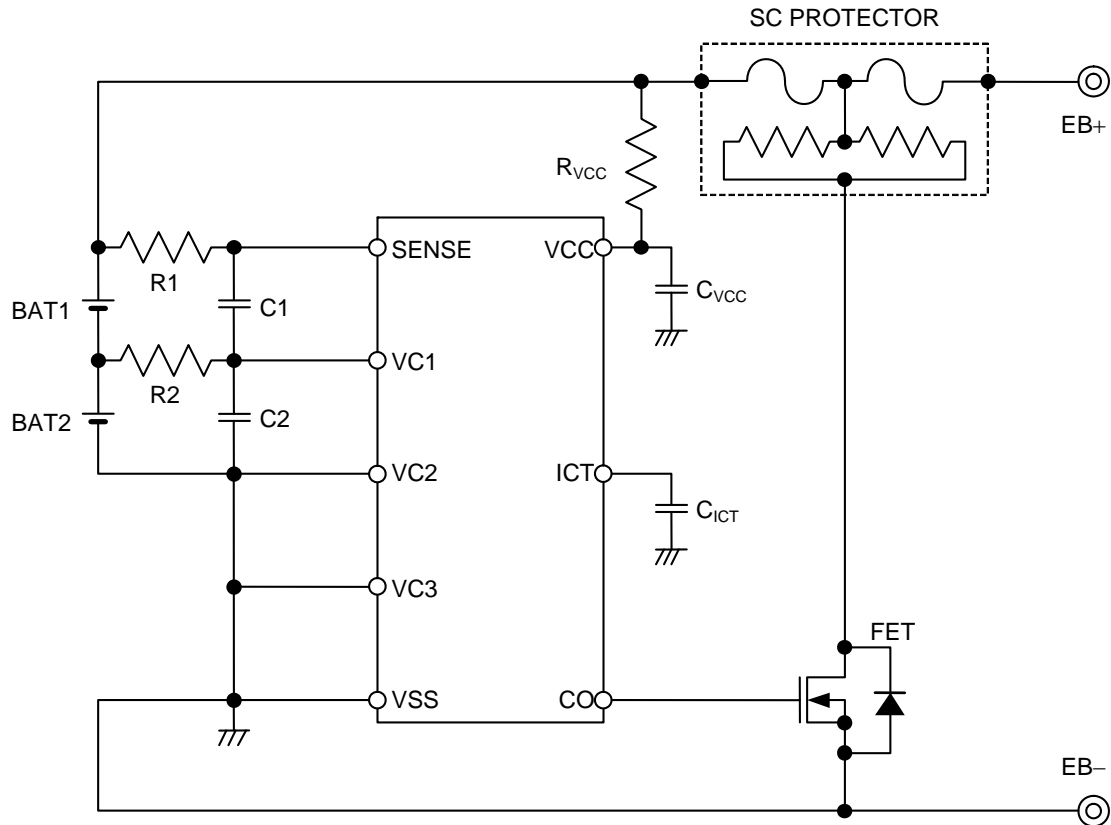 SC PROTECTOR
EB+
RVCC
SENSE
VCC
R1
BAT1
C1
CVCC
VC1
R2
BAT2
C2
VC2
ICT
CICT
VC3
FET
VSS
CO
EB−